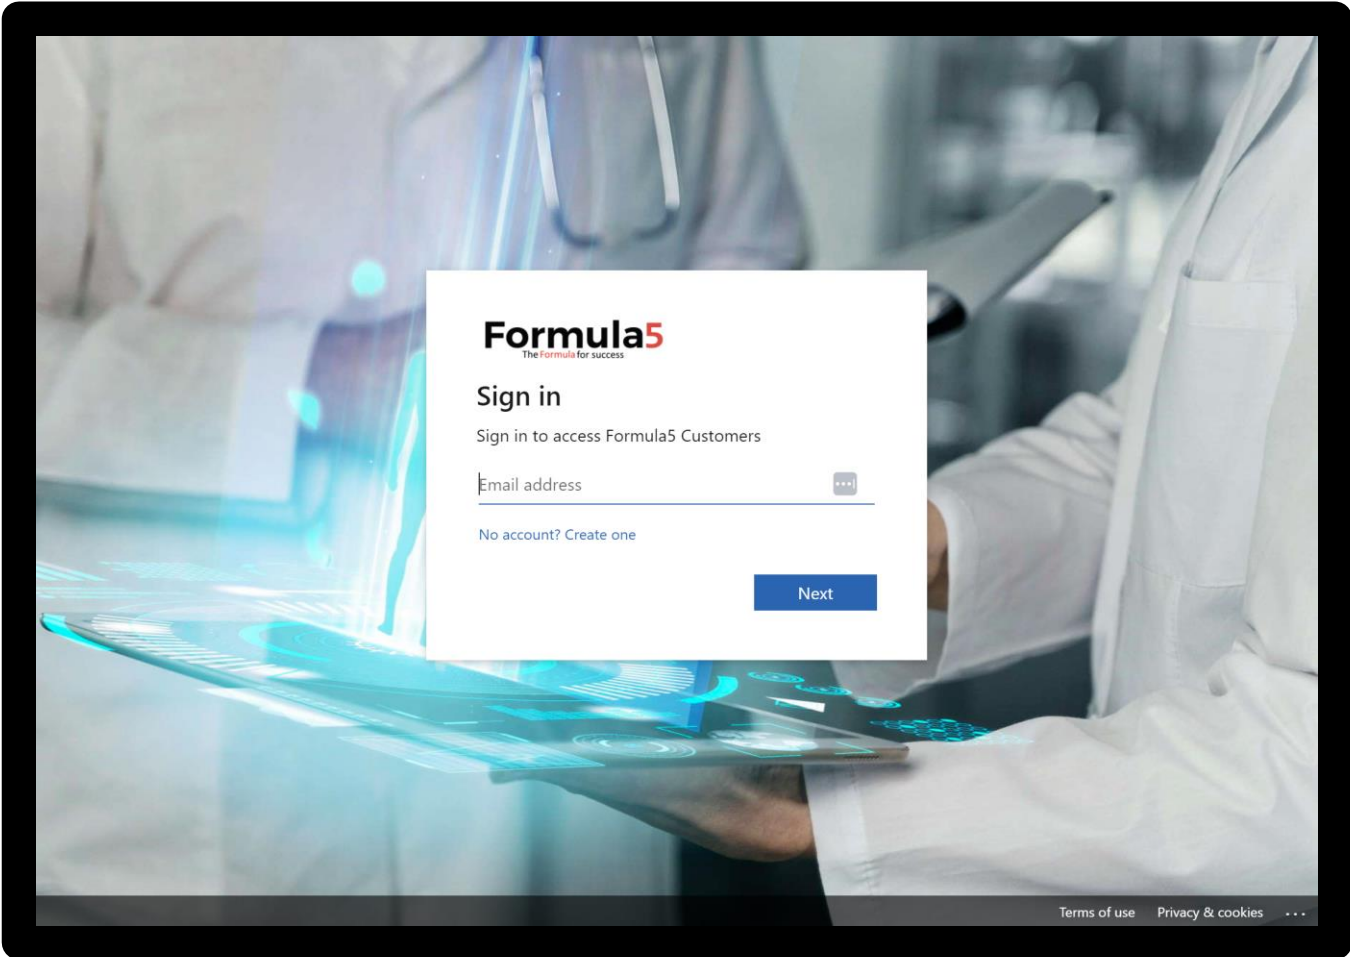 Formula5
The Formula for success
Sign in
Sign in to access Formula5 Customers
Email address
No account? Create one
Next
Terms of use Privacy & cookies ...